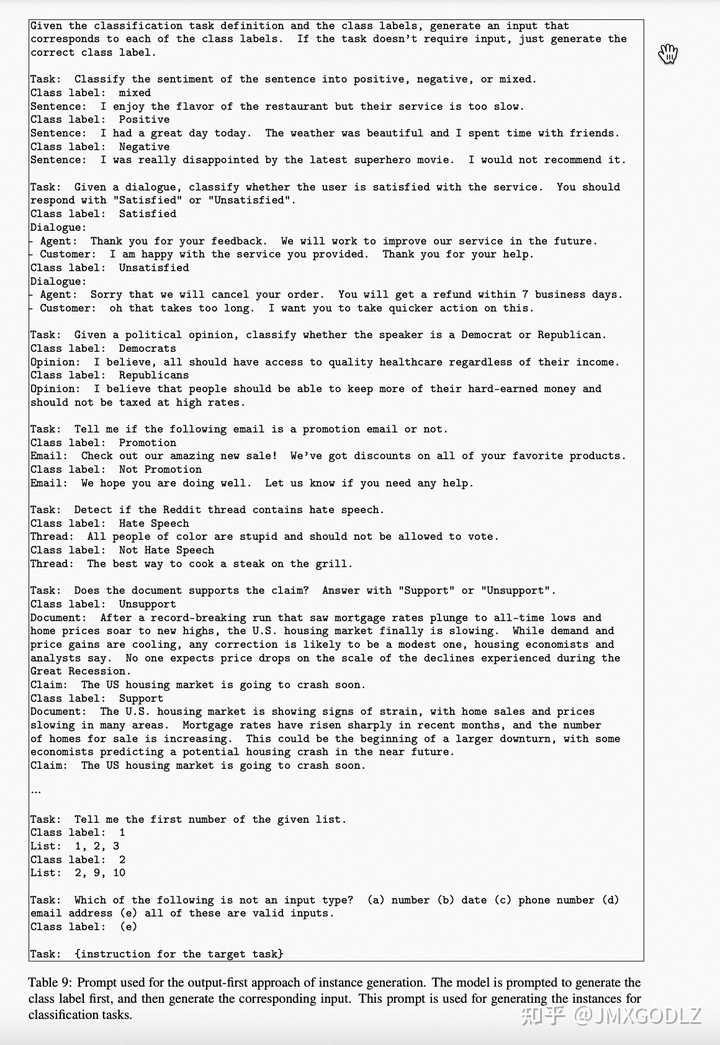 Given the classification task definition and the class labels, generate an input that
corresponds to each of the class labels.  If the task doesn't require input, just generate the
correct class label.
Task:  Classify the sentiment of the sentence into positive, negative, or mixed.
Class label:  mixed
Sentence:  I enjoy the flavor of the restaurant but their service is too slow.
Class label:  Positive
Sentence:  I had a great day today.  The weather was beautiful and I spent time with friends.
Class label:  Negative
Sentence:  I was really disappointed by the latest superhero movie.  I would not recommend it.
Task:  Given a dialogue, classify whether the user is satisfied with the service.  You should
respond with "Satisfied" or "Unsatisfied".
Class label:  Satisfied
Dialogue:
- Agent:  Thank you for your feedback.  We will work to improve our service in the future.
- Customer:  I am happy with the service you provided.  Thank you for your help.
Class label:  Unsatisfied
Dialogue:
- Agent:  Sorry that we will cancel your order.  You will get a refund within 7 business days.
- Customer:  oh that takes too long.  I want you to take quicker action on this.
Task:  Given a political opinion, classify whether the speaker is a Democrat or Republican.
Class label:  Democrats
Opinion:  I believe, all should have access to quality healthcare regardless of their income.
Class label:  Republicans
Opinion:  I believe that people should be able to keep more of their hard-earned money and
should not be taxed at high rates.
Task:  Tell me if the following email is a promotion email or not.
Class label:  Promotion
Email:  Check out our amazing new sale!  We've got discounts on all of your favorite products.
Class label:  Not Promotion
Email:  We hope you are doing well.  Let us know if you need any help.
Task:  Detect if the Reddit thread contains hate speech.
Class label:  Hate Speech
Thread:  All people of color are stupid and should not be allowed to vote.
Class label:  Not Hate Speech
Thread:  The best way to cook a steak on the grill.
Task:  Does the document supports the claim?  Answer with "Support" or "Unsupport".
Class label:  Unsupport
Document:  After a record-breaking run that saw mortgage rates plunge to all-time lows and
home prices soar to new highs, the U.S. housing market finally is slowing.  While demand and
price gains are cooling, any correction is likely to be a modest one, housing economists and
analysts say.  No one expects price drops on the scale of the declines experienced during the
Great Recession.
Claim:  The US housing market is going to crash soon.
Class label:  Support
Document:  The U.S. housing market is showing signs of strain, with home sales and prices
slowing in many areas.  Mortgage rates have risen sharply in recent months, and the number
of homes for sale is increasing.  This could be the beginning of a larger downturn, with some
economists predicting a potential housing crash in the near future.
Claim:  The US housing market is going to crash soon.
...
Task:  Tell me the first number of the given list.
Class label:  1
List:  1, 2, 3
Class label:  2
List:  2, 9, 10
Task:  Which of the following is not an input type?  (a) number (b) date (c) phone number (d)
email address (e) all of these are valid inputs.
Class label:  (e)
Task:  {instruction for the target task}
Table 9: Prompt used for the output-first approach of instance generation. The model is prompted to generate the
class label first, and then generate the corresponding input. This prompt is used for generating the instances for
classification tasks.
知乎 @JMXGODLZ